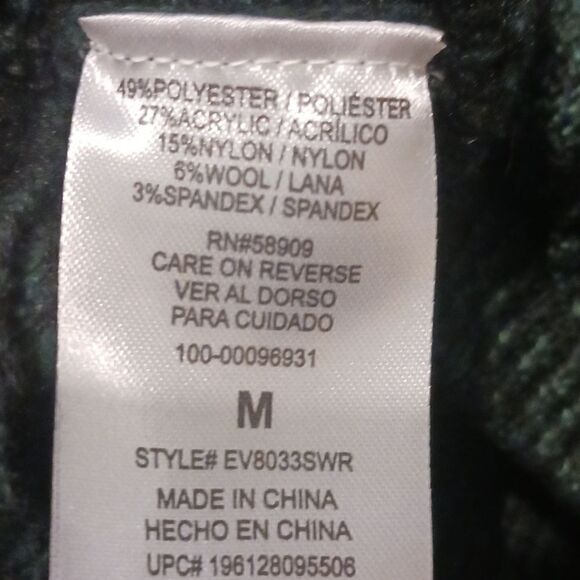 49%POLYESTER / POLIÉSTER
27%ACRYLIC / ACRÍLICO
15%NYLON / NYLON
6%WOOL / LANA
3%SPANDEX / SPANDEX
RN#58909
CARE ON REVERSE
VER AL DORSO
PARA CUIDADO
100-00096931
M
STYLE# EV8033SWR
MADE IN CHINA
HECHO EN CHINA
UPC# 196128095506